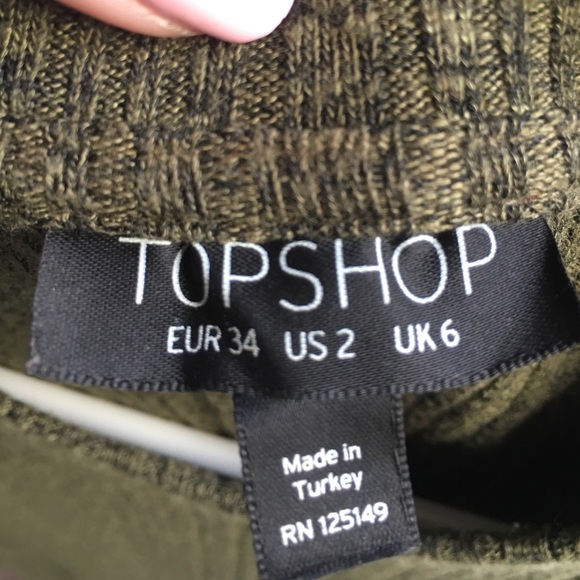 TOPSHOP
EUR 34 US 2 UK 6
Made in
Turkey
RN 125149